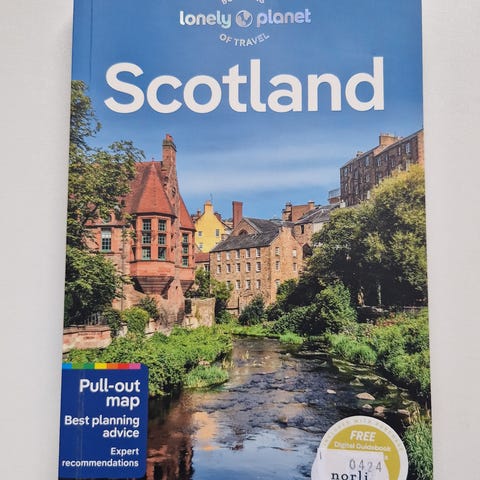 lonely planet
OF TRAVEL
Scotland
Pull-out
map
Best planning
advice
Expert
recommendations
FREE
Digital Guidebook
0424
norli